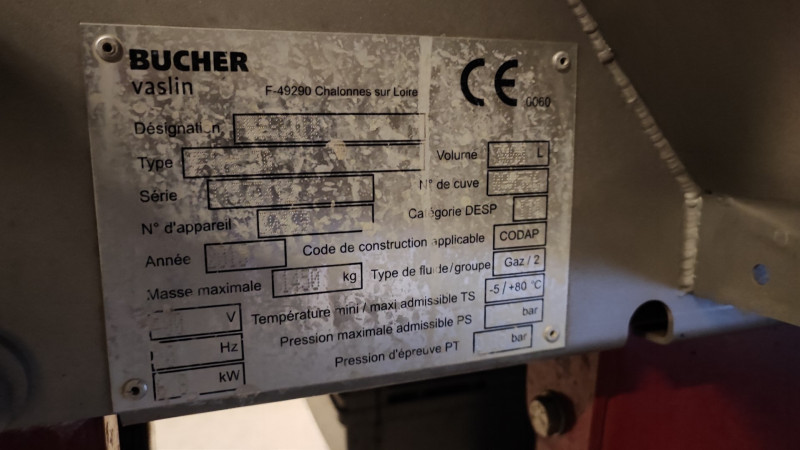 BUCHER
vaslin
F-49290 Chalonnes sur Loire
CE
0060
Désignation
Type
Série
N° d'appareil
Année
Masse maximale kg
V
Hz
kW
Volume L
N° de cuve
Catégorie DESP
Code de construction applicable CODAP
Type de fluide/groupe Gaz / 2
Température mini / maxi admissible TS -5 / +80 °C
Pression maximale admissible PS bar
Pression d'épreuve PT bar